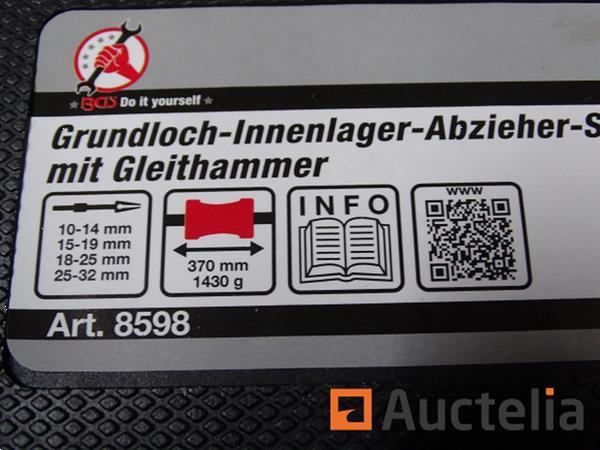 BGS Do it yourself
Grundloch-Innenlager-Abzieher-S
mit Gleithammer
10-14 mm
15-19 mm
18-25 mm
25-32 mm
370 mm
1430 g
INFO
www
Art. 8598
Auctelia